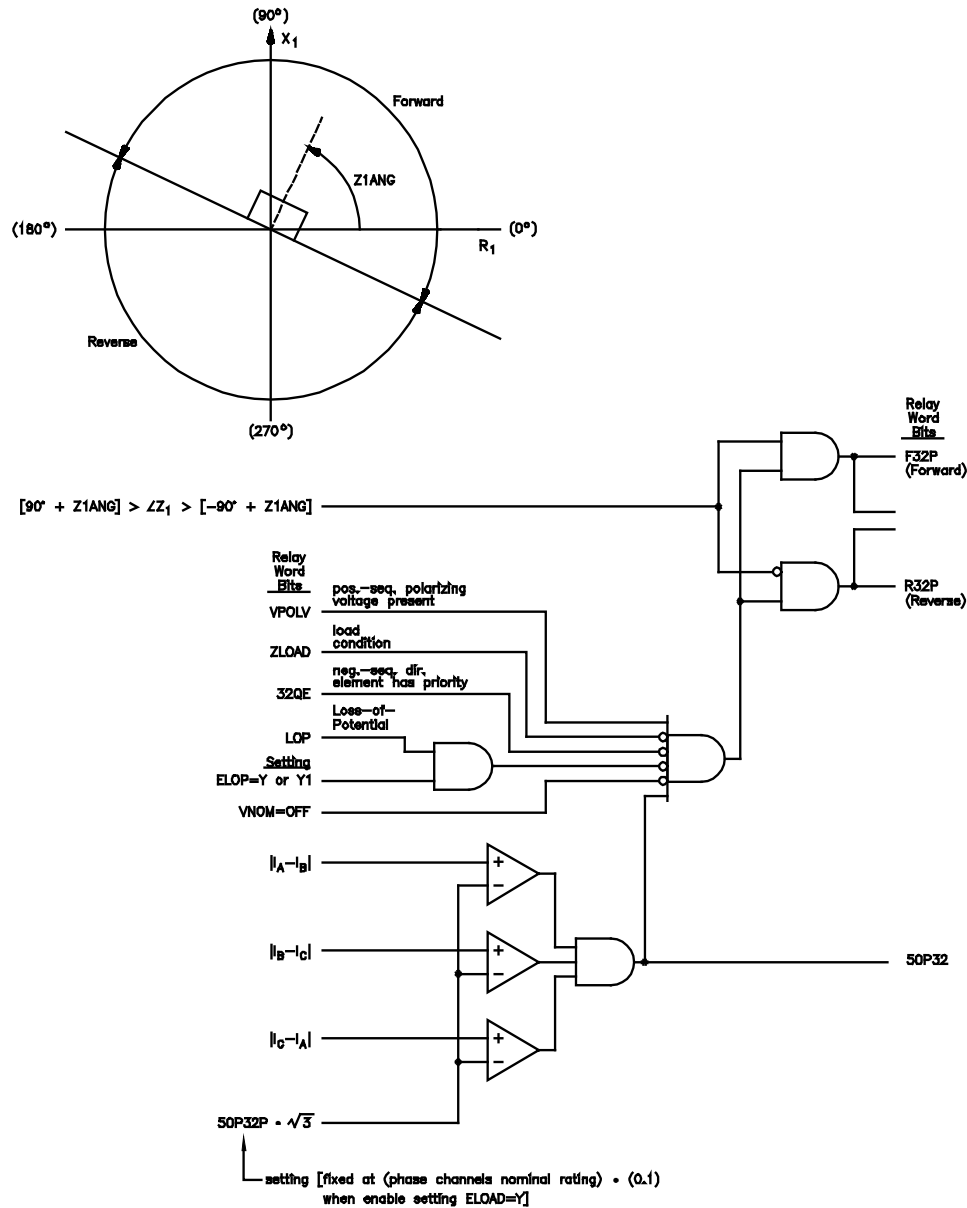 (90°)
X1
Forward
Z1ANG
(180°)
(0°)
R1
Reverse
(270°)
Relay
Word
Bits
F32P
(Forward)
[90° + Z1ANG] > ∠Z1 > [-90° + Z1ANG]
Relay
Word
Bits
R32P
(Reverse)
VPOLV
pos.-seq. polarizing
voltage present
ZLOAD
load
condition
32QE
neg.-seq. dir.
element has priority
LOP
Loss-of-
Potential
Setting
ELOP=Y or Y1
VNOM=OFF
|IA-IB|
+
-
|IB-IC|
+
-
50P32
|IC-IA|
+
-
50P32P • √3
setting [fixed at (phase channels nominal rating) • (0.1)
when enable setting ELOAD=Y]